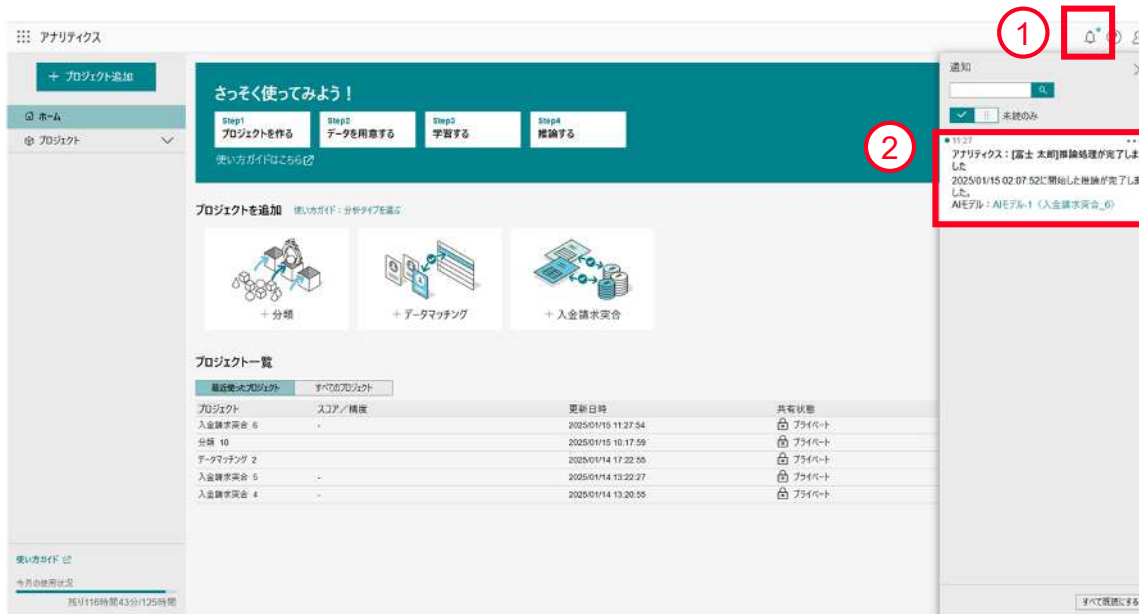 アナリティクス
1
＋ プロジェクト追加
ホーム
プロジェクト
さっそく使ってみよう！
Step1
プロジェクトを作る
Step2
データを用意する
Step3
学習する
Step4
推論する
使い方ガイドはこちら
プロジェクトを追加 使い方ガイド：分析タイプを選ぶ
＋ 分類
＋ データマッチング
＋ 入金請求突合
プロジェクト一覧
最近使ったプロジェクト すべてのプロジェクト
プロジェクト スコア／精度 更新日時 共有状態
入金請求突合 6 - 2025/01/15 11:27:54 プライベート
分類 10 2025/01/15 10:17:59 プライベート
データマッチング 2 2025/01/14 17:22:55 プライベート
入金請求突合 5 - 2025/01/14 13:22:27 プライベート
入金請求突合 4 - 2025/01/14 13:20:55 プライベート
使い方ガイド
今月の使用状況
残り116時間43分/125時間
通知
未読のみ
2
11:27
アナリティクス：[富士 太郎]推論処理が完了しま
した
2025/01/15 02:07:52に開始した推論が完了しま
した。
AIモデル：AIモデル-1（入金請求突合_6）
すべて既読にする